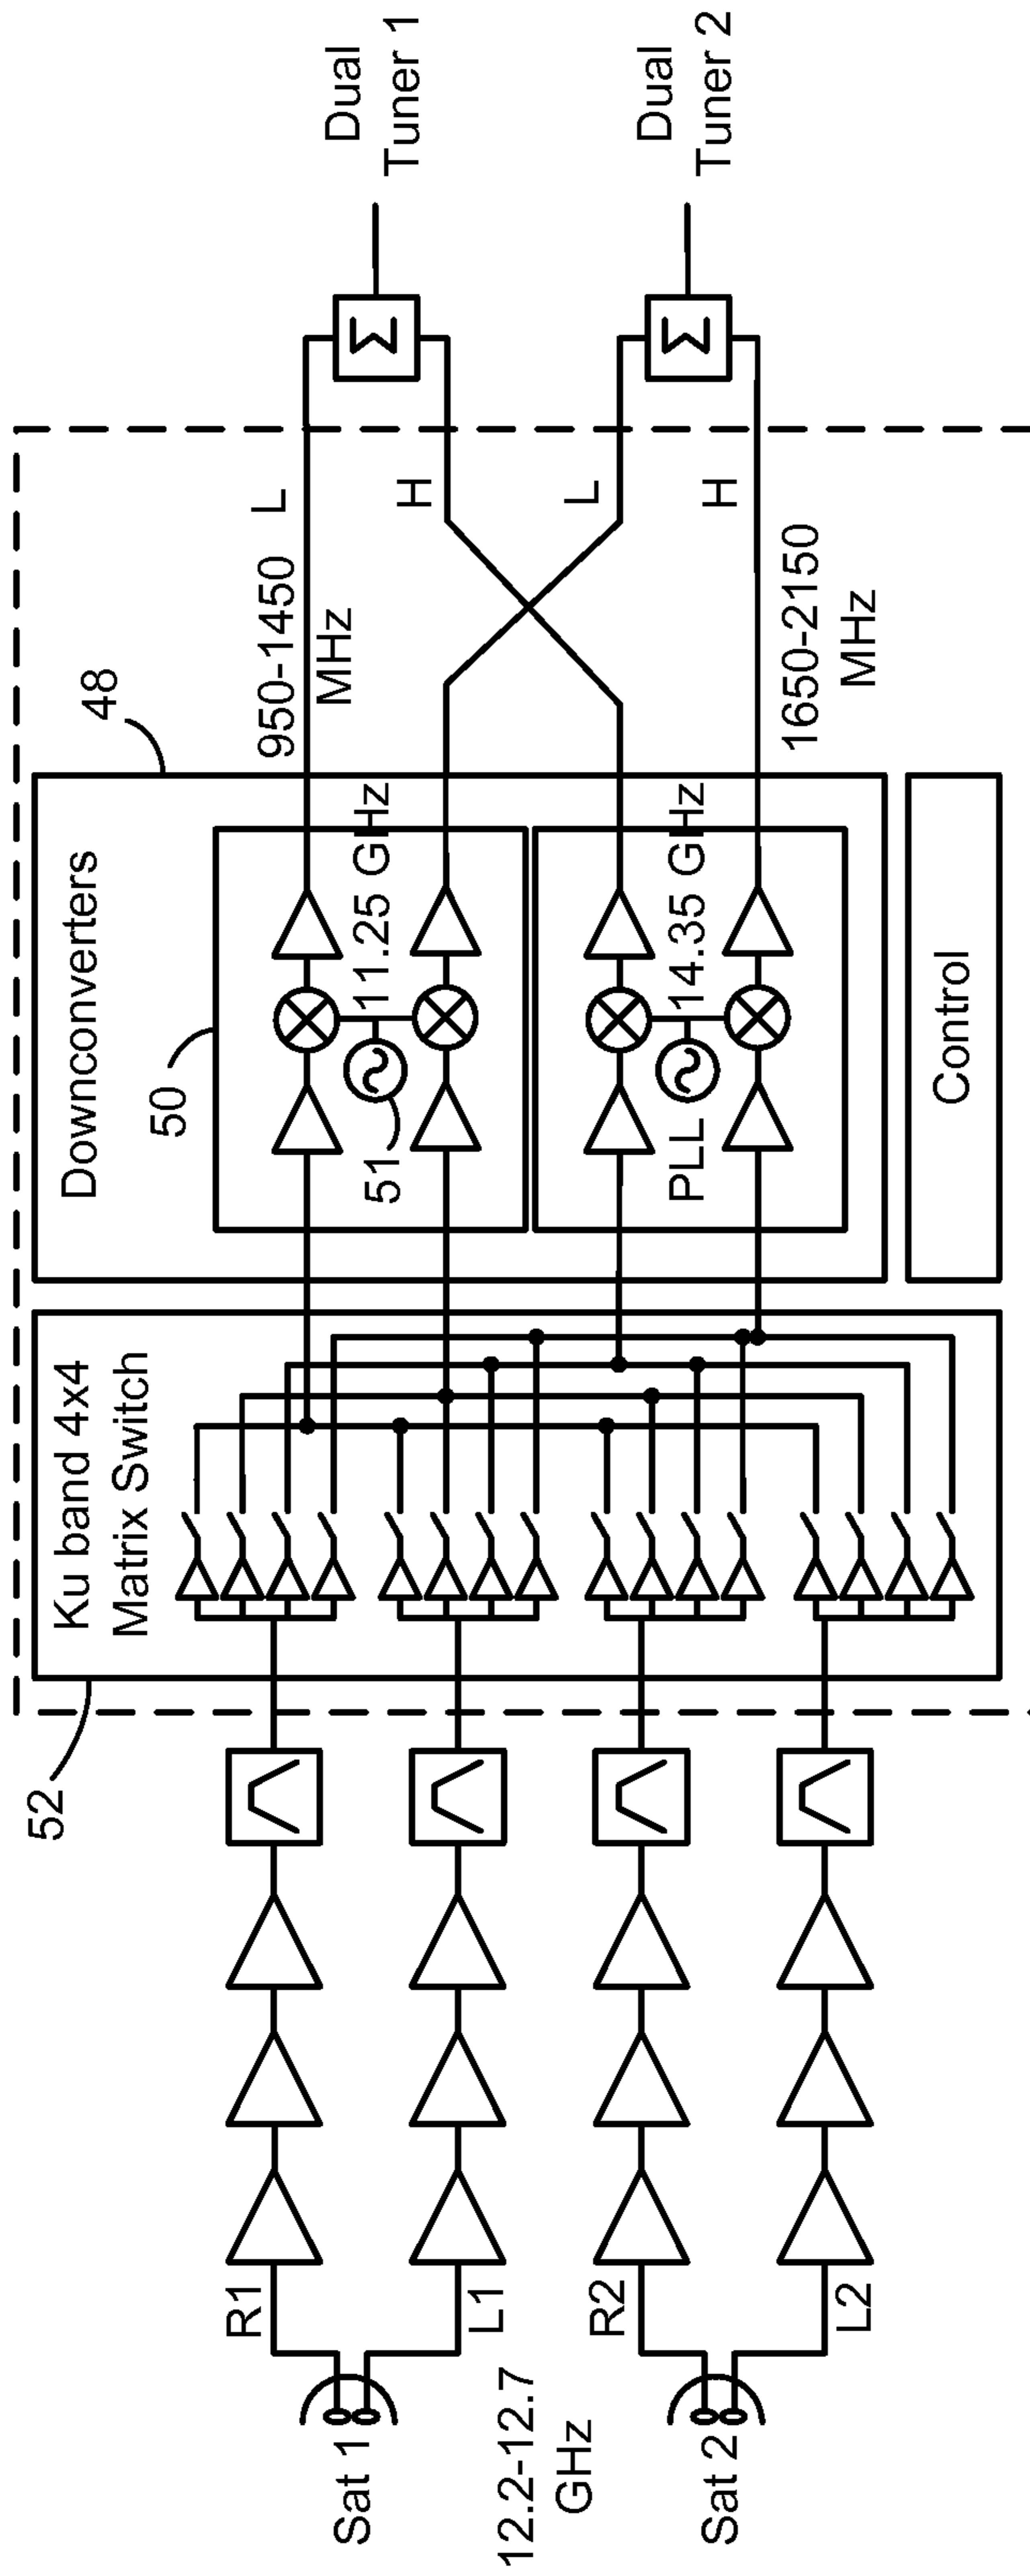 Sat 1
12.2-12.7
GHz
Sat 2
R1
L1
R2
L2
52
Ku band 4x4
Matrix Switch
Downconverters
50
51
11.25 GHz
PLL
14.35 GHz
Control
48
950-1450
MHz
L
H
L
H
1650-2150
MHz
Σ
Σ
Dual
Tuner 1
Dual
Tuner 2